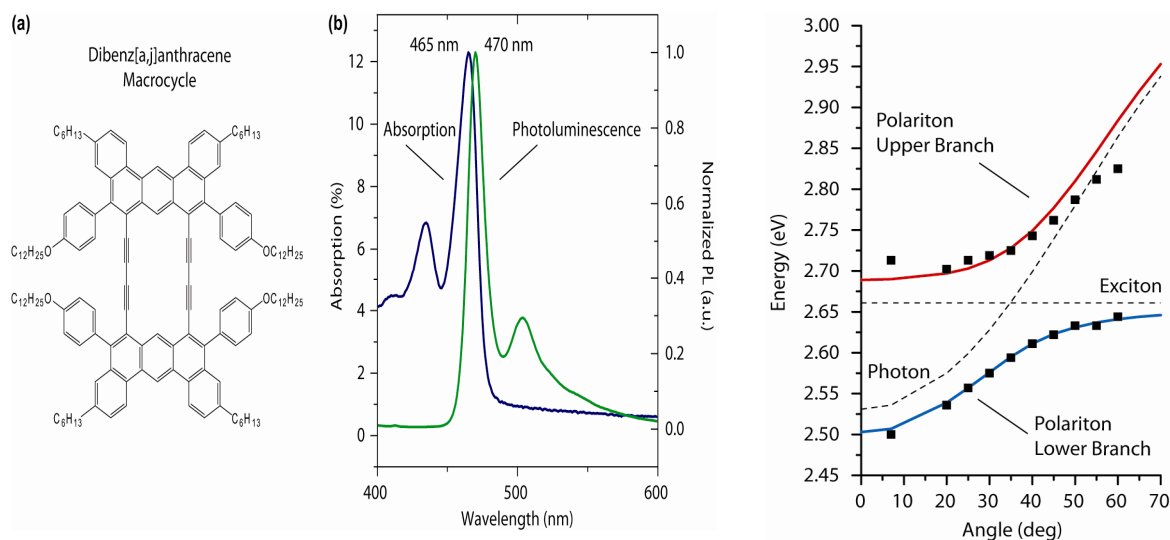 (a)
Dibenz[a,j]anthracene
Macrocycle
C6H13
C6H13
C12H25O
OC12H25
C12H25O
OC12H25
C6H13
C6H13
(b)
465 nm
470 nm
Absorption
Photoluminescence
Absorption (%)
12
10
8
6
4
2
0
Normalized PL (a.u.)
1.0
0.8
0.6
0.4
0.2
0.0
400
500
600
Wavelength (nm)
Energy (eV)
3.00
2.95
2.90
2.85
2.80
2.75
2.70
2.65
2.60
2.55
2.50
2.45
Polariton
Upper Branch
Exciton
Photon
Polariton
Lower Branch
0
10
20
30
40
50
60
70
Angle (deg)